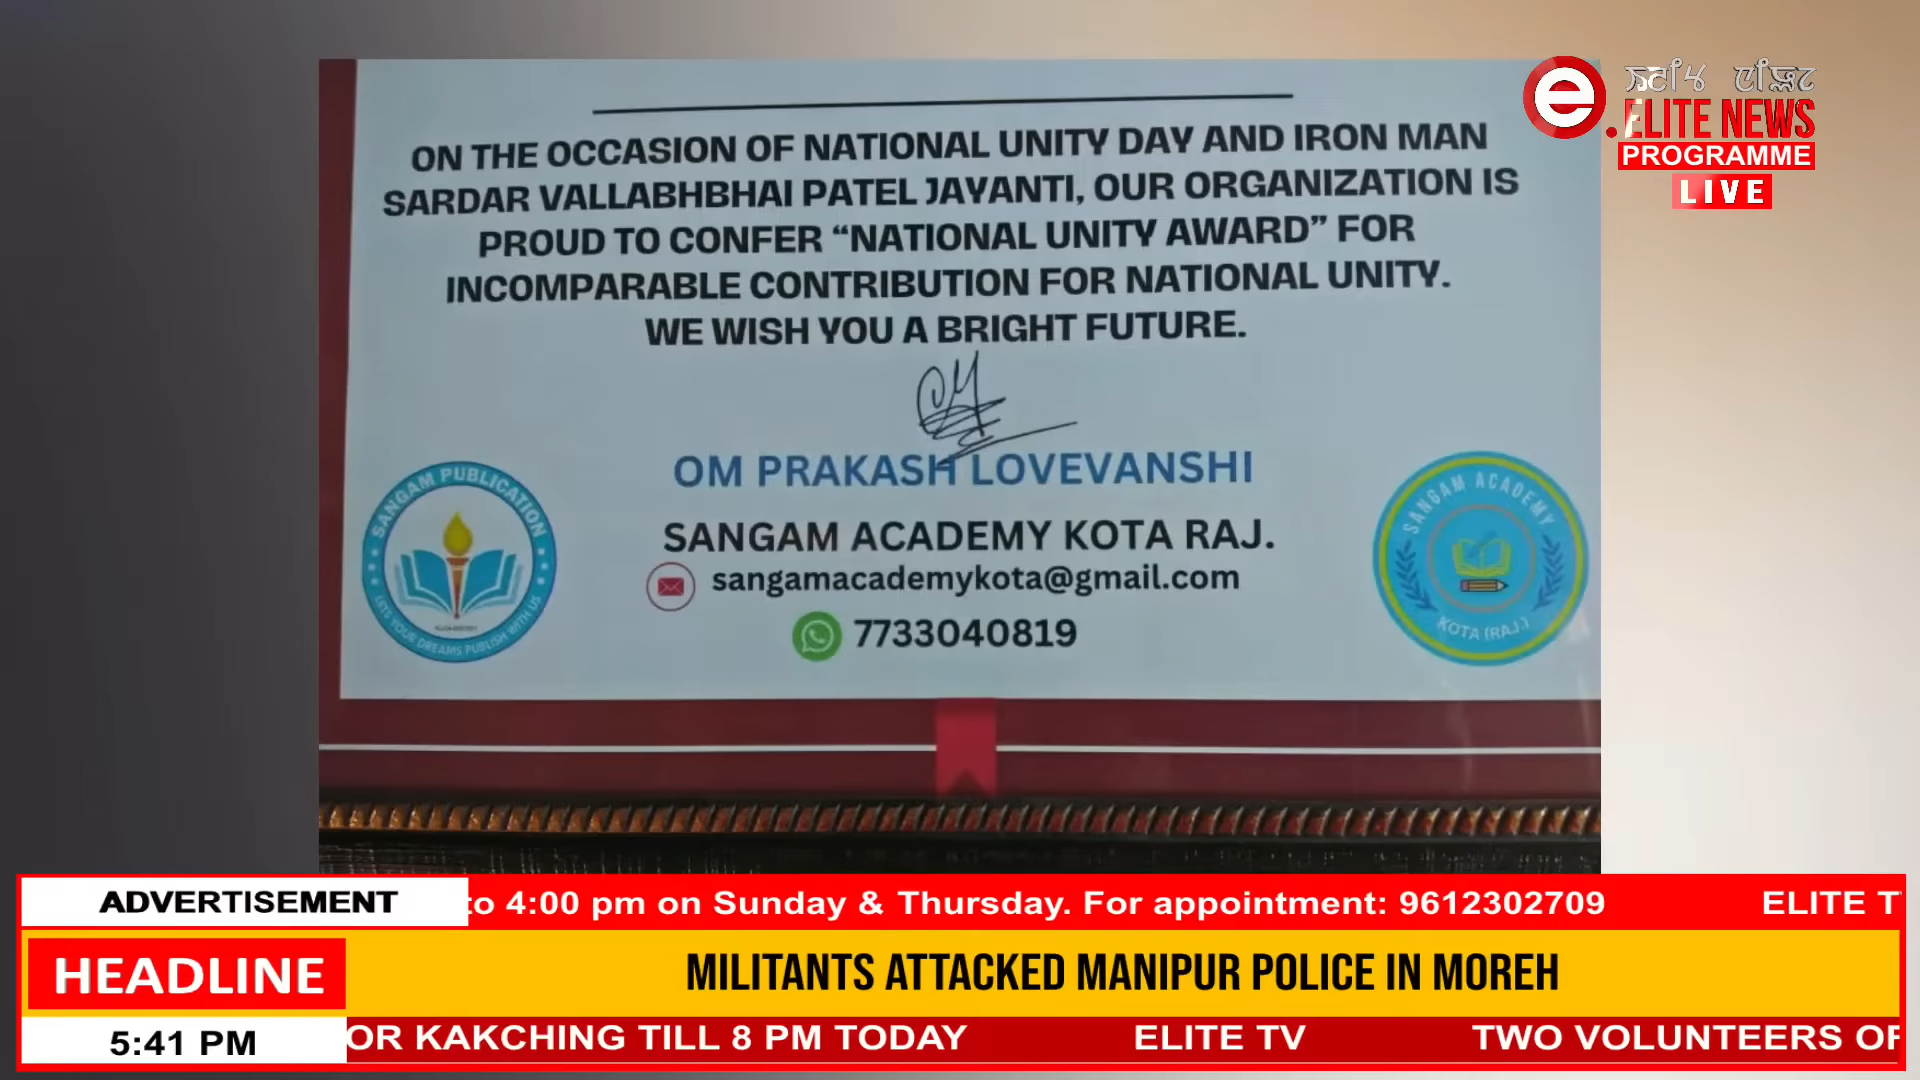 ꯏꯂꯥꯏꯠ
e.
ELITE NEWS
PROGRAMME
LIVE
ON THE OCCASION OF NATIONAL UNITY DAY AND IRON MAN
SARDAR VALLABHBHAI PATEL JAYANTI, OUR ORGANIZATION IS
PROUD TO CONFER “NATIONAL UNITY AWARD” FOR
INCOMPARABLE CONTRIBUTION FOR NATIONAL UNITY.
WE WISH YOU A BRIGHT FUTURE.
OM PRAKASH LOVEVANSHI
SANGAM ACADEMY KOTA RAJ.
sangamacademykota@gmail.com
7733040819
SANGAM PUBLICATION
LETS YOUR DREAMS PUBLISH WITH US
SANGAM ACADEMY
KOTA (RAJ.)
ADVERTISEMENT
to 4:00 pm on Sunday & Thursday. For appointment: 9612302709 ELITE T
HEADLINE
MILITANTS ATTACKED MANIPUR POLICE IN MOREH
5:41 PM
OR KAKCHING TILL 8 PM TODAY ELITE TV TWO VOLUNTEERS OF